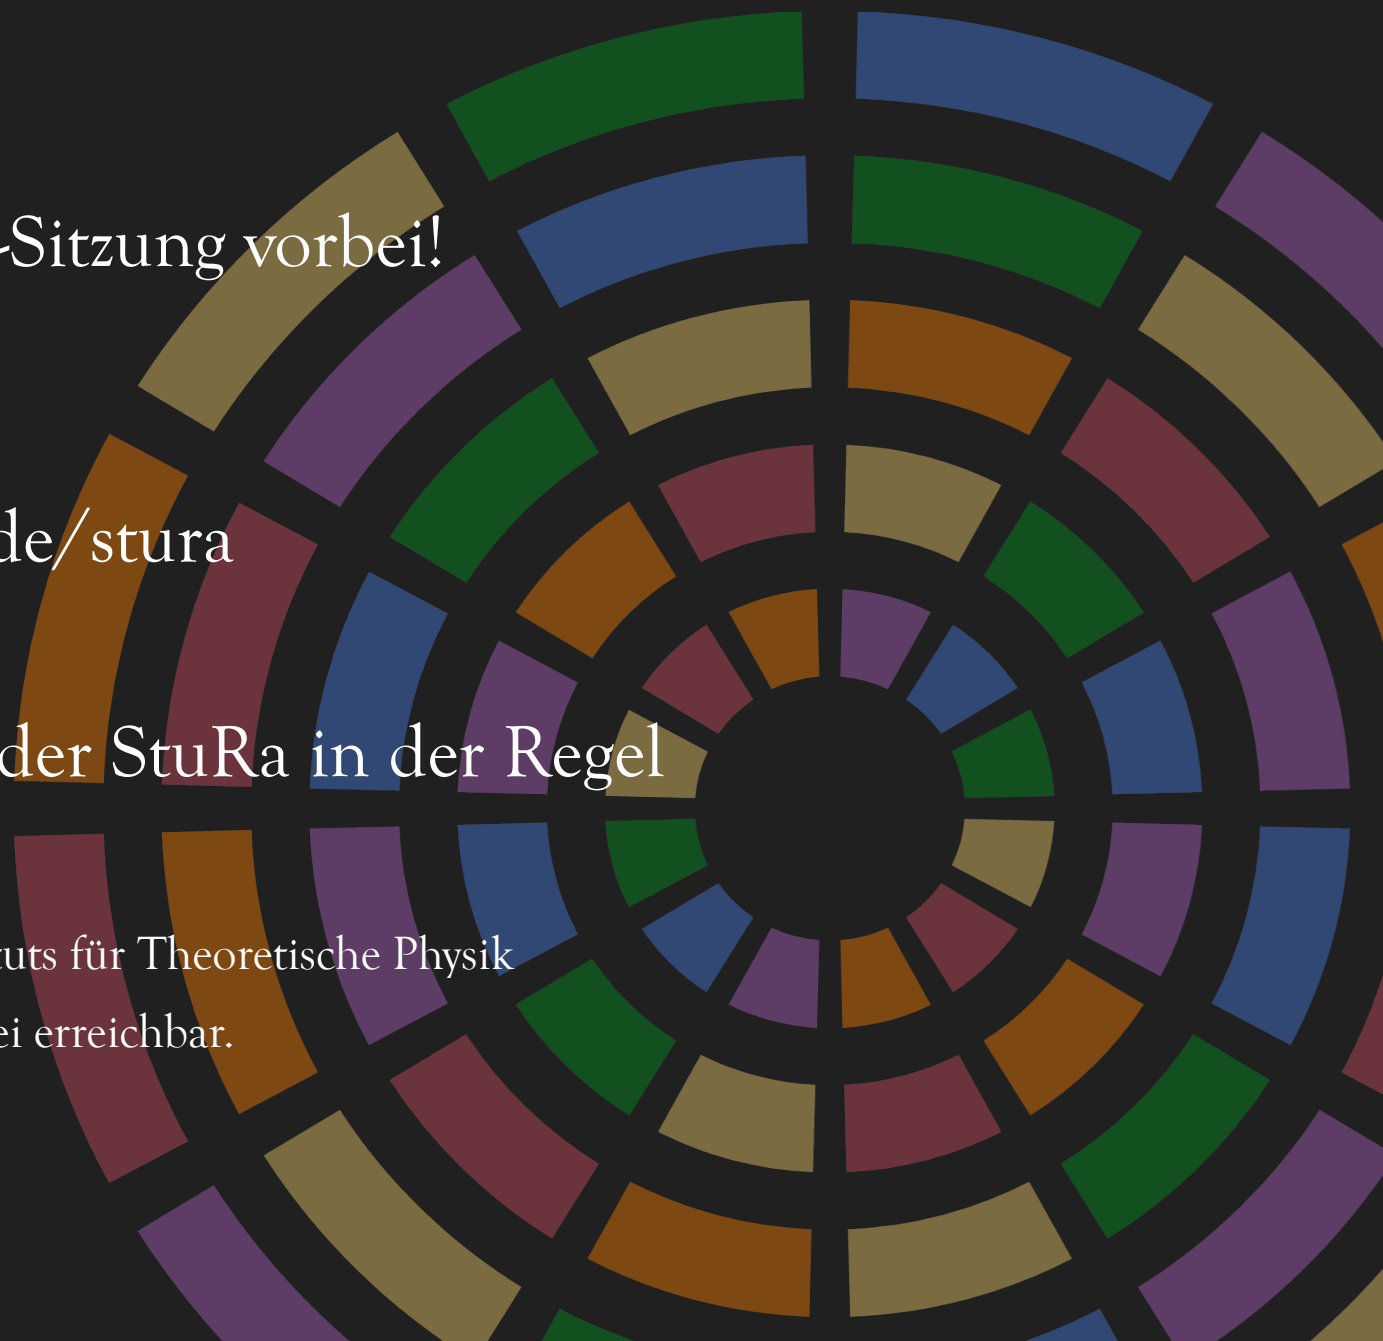 -Sitzung vorbei!
de/stura
der StuRa in der Regel
tuts für Theoretische Physik
ei erreichbar.